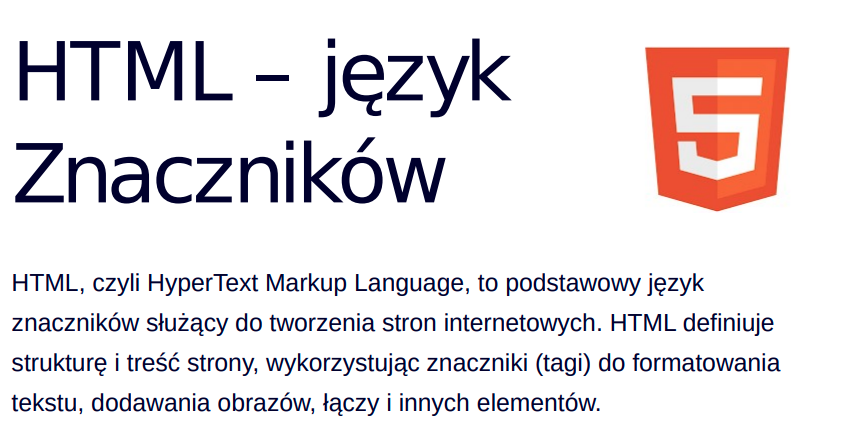 HTML – język
Znaczników
5
HTML, czyli HyperText Markup Language, to podstawowy język
znaczników służący do tworzenia stron internetowych. HTML definiuje
strukturę i treść strony, wykorzystując znaczniki (tagi) do formatowania
tekstu, dodawania obrazów, łączy i innych elementów.